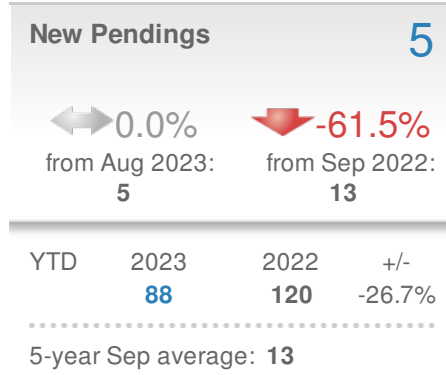 New Pendings 5
0.0% -61.5%
from Aug 2023: from Sep 2022:
5 13
YTD 2023 2022 +/-
88 120 -26.7%
5-year Sep average: 13